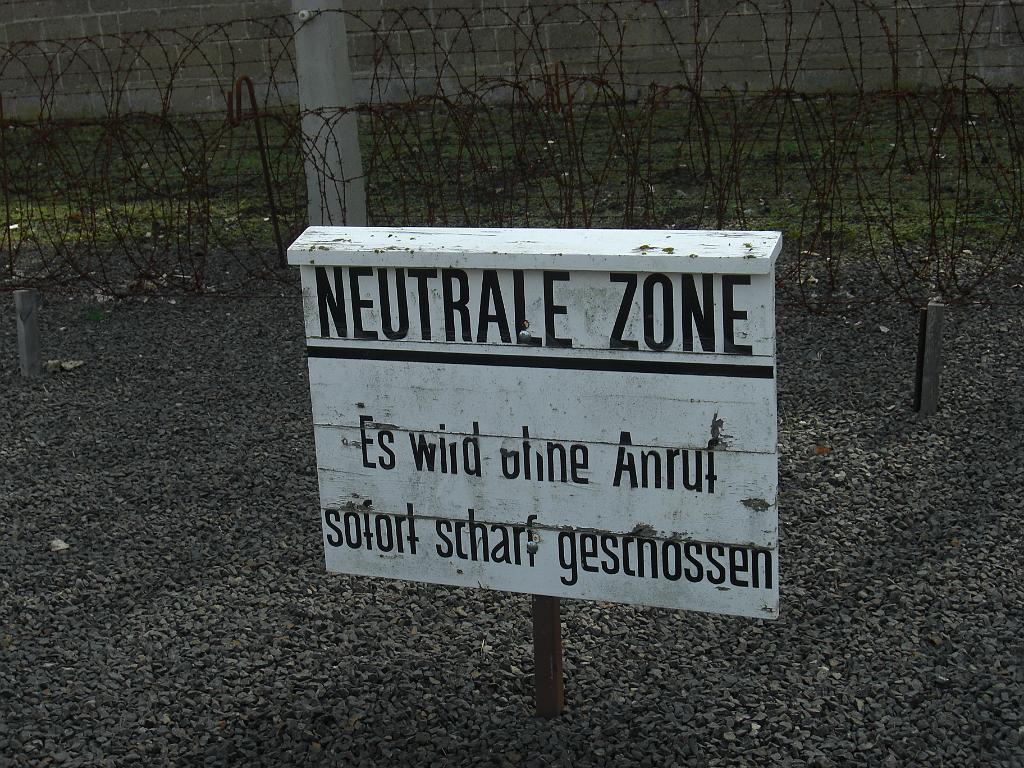 NEUTRALE ZONE
Es wird ohne Anruf
sofort scharf geschossen